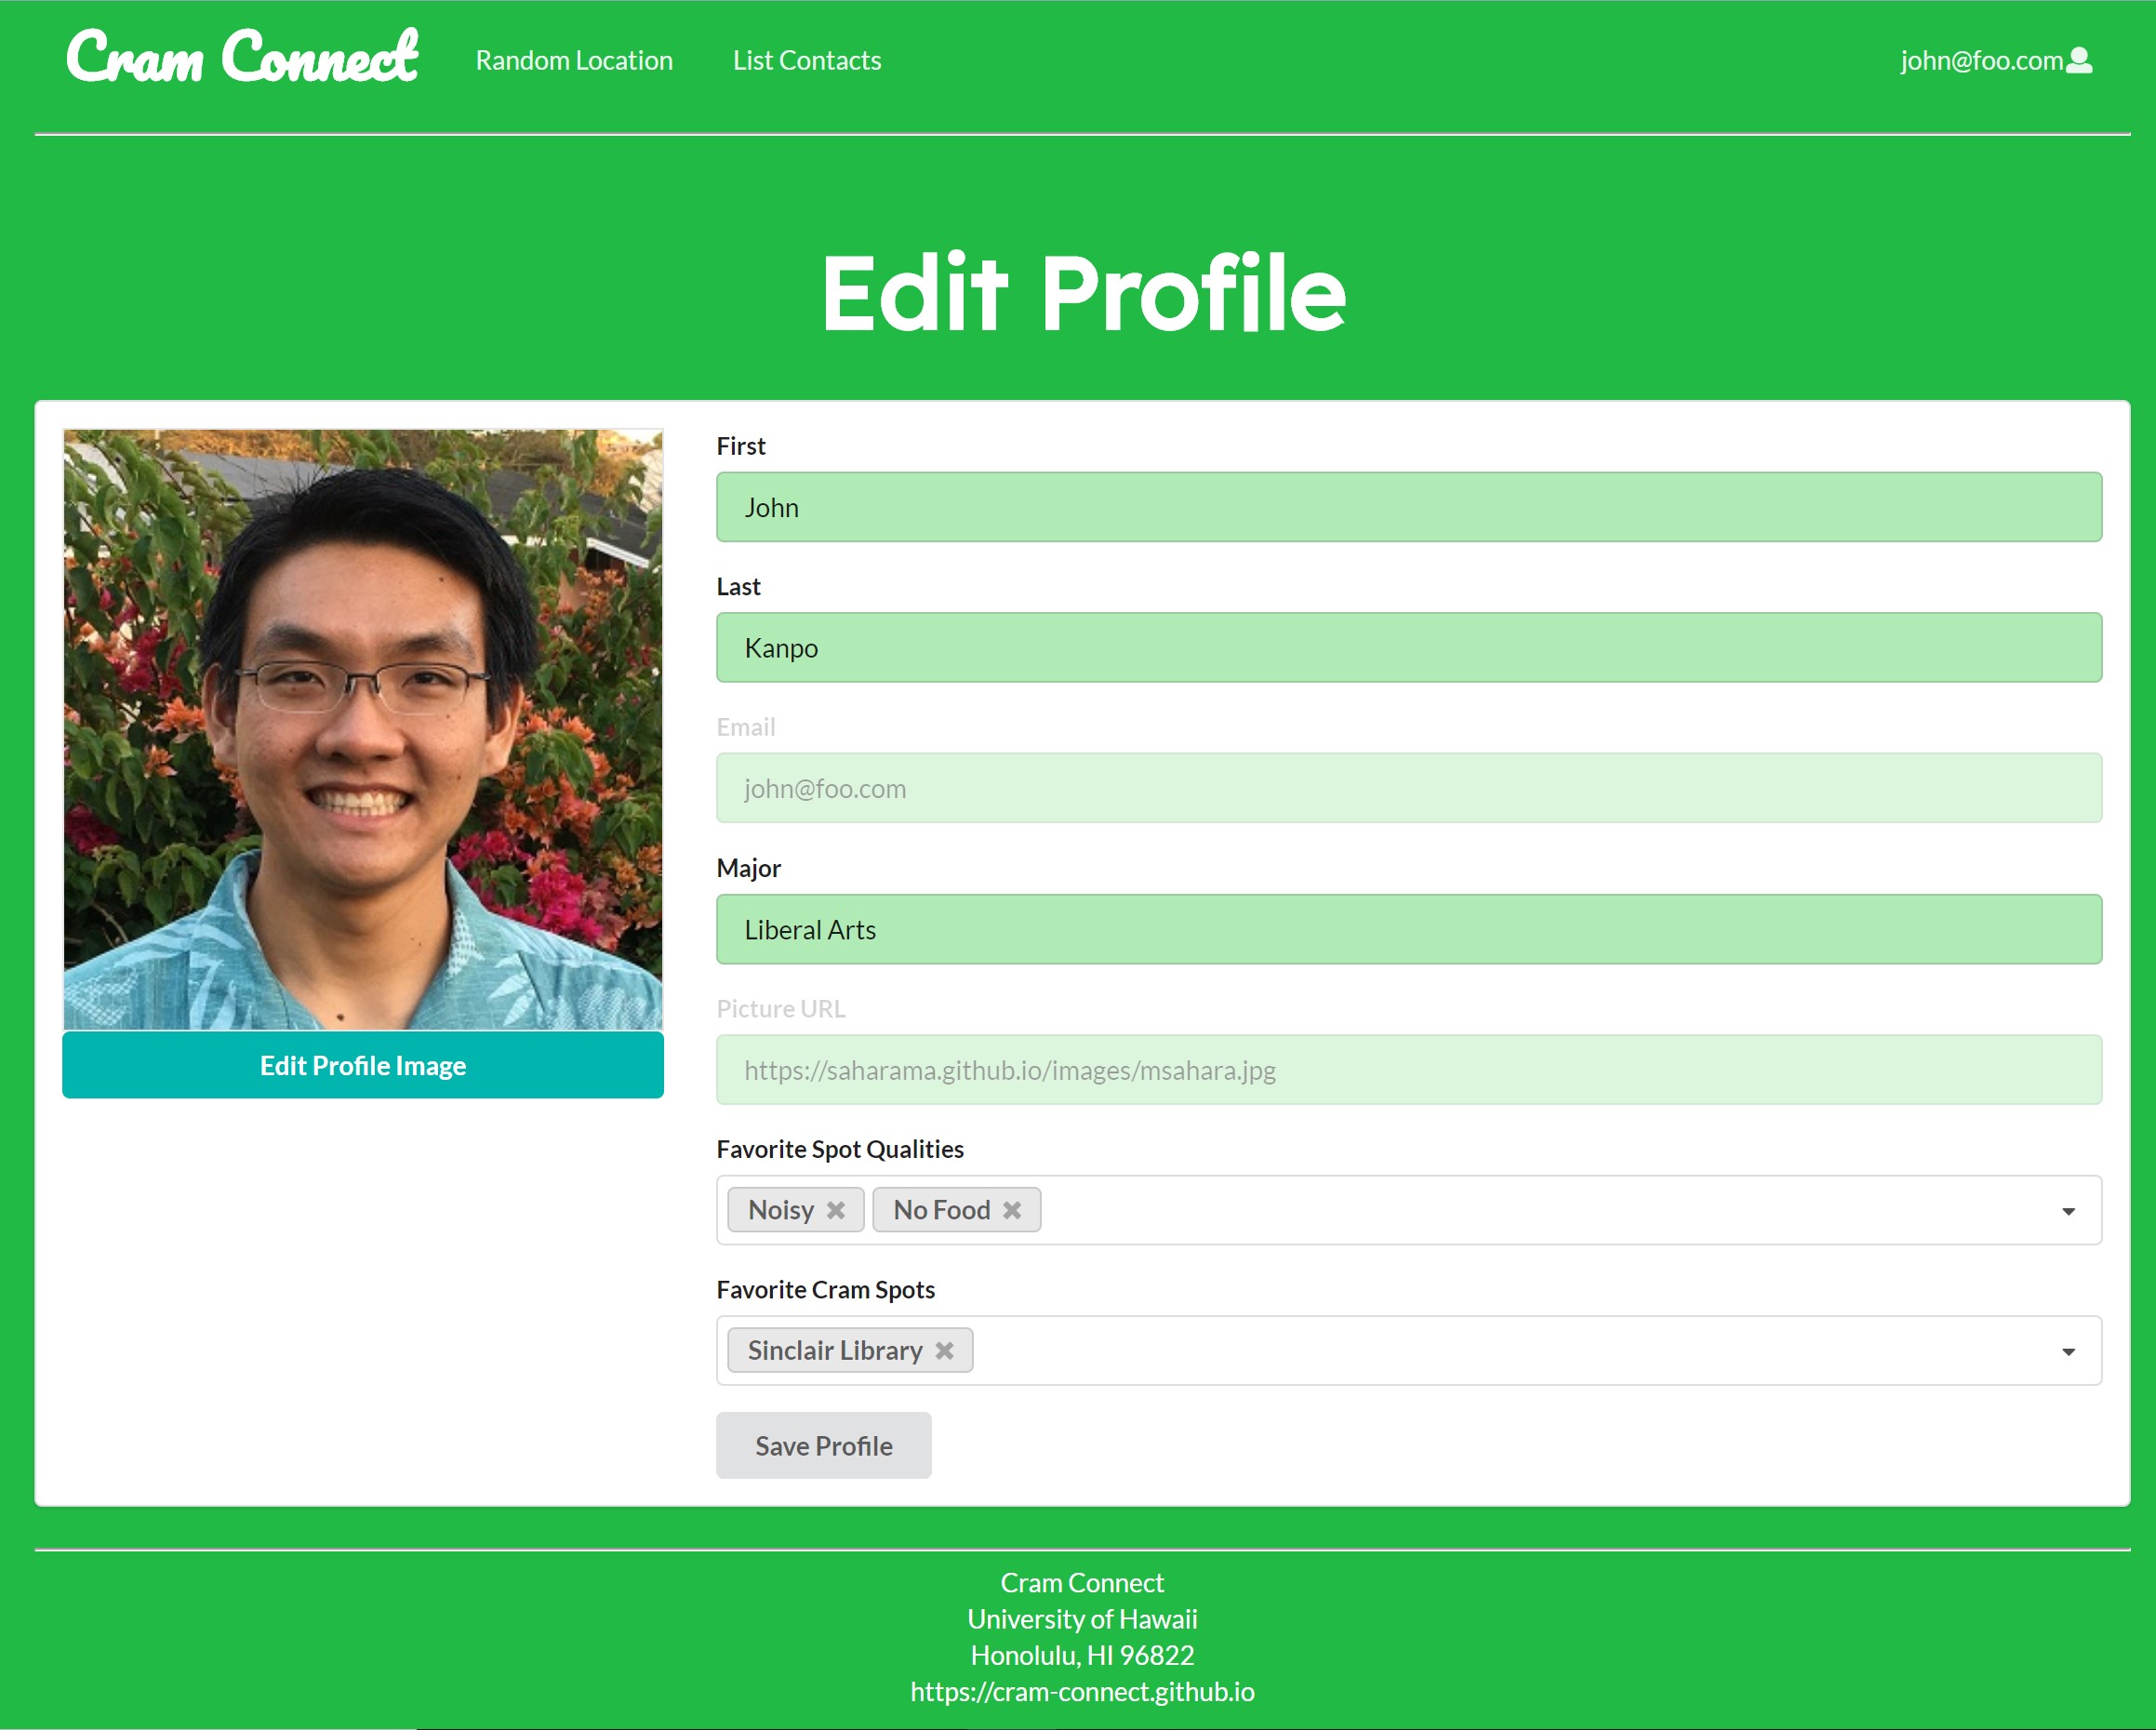 Cram Connect
Random Location
List Contacts
john@foo.com
Edit Profile
First
John
Last
Kanpo
Email
john@foo.com
Major
Liberal Arts
Picture URL
https://saharama.github.io/images/msahara.jpg
Edit Profile Image
Favorite Spot Qualities
Noisy
No Food
Favorite Cram Spots
Sinclair Library
Save Profile
Cram Connect
University of Hawaii
Honolulu, HI 96822
https://cram-connect.github.io